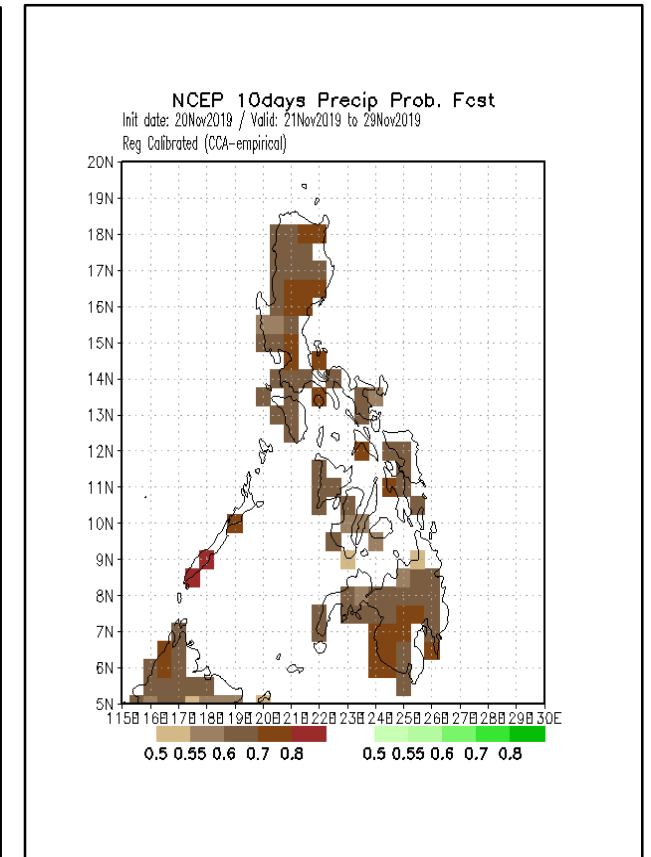 NCEP 10days Precip Prob. Fcst
Init date: 20Nov2019 / Valid: 21Nov2019 to 29Nov2019
Reg Calibrated (CCA-empirical)
20N
19N
18N
17N
16N
15N
14N
13N
12N
11N
10N
9N
8N
7N
6N
5N
115E 116E 117E 118E 119E 120E 121E 122E 123E 124E 125E 126E 127E 128E 129E 130E
0.5 0.55 0.6 0.7 0.8 0.5 0.55 0.6 0.7 0.8